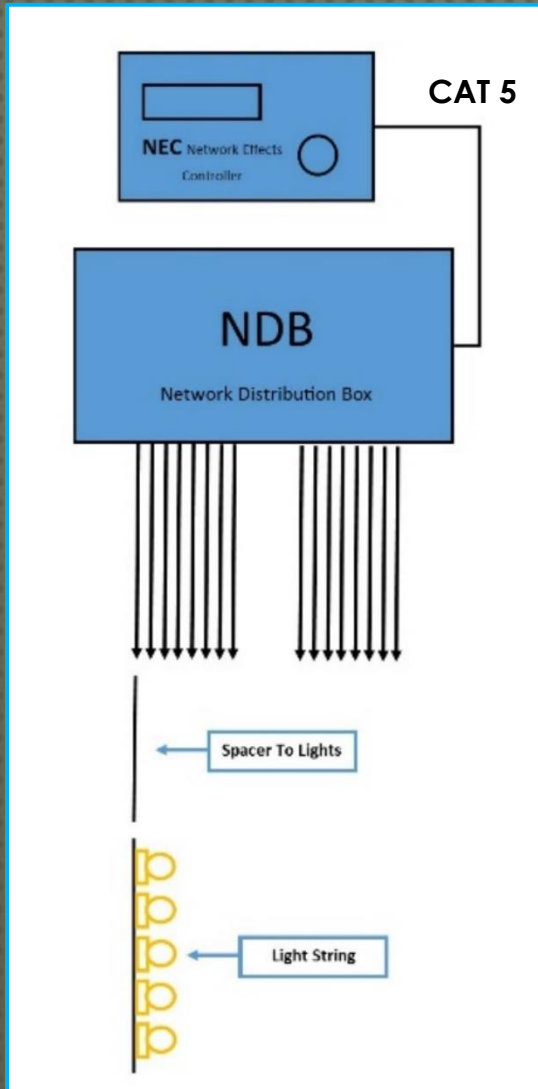 CAT 5
NEC Network Effects
Controller
NDB
Network Distribution Box
Spacer To Lights
Light String